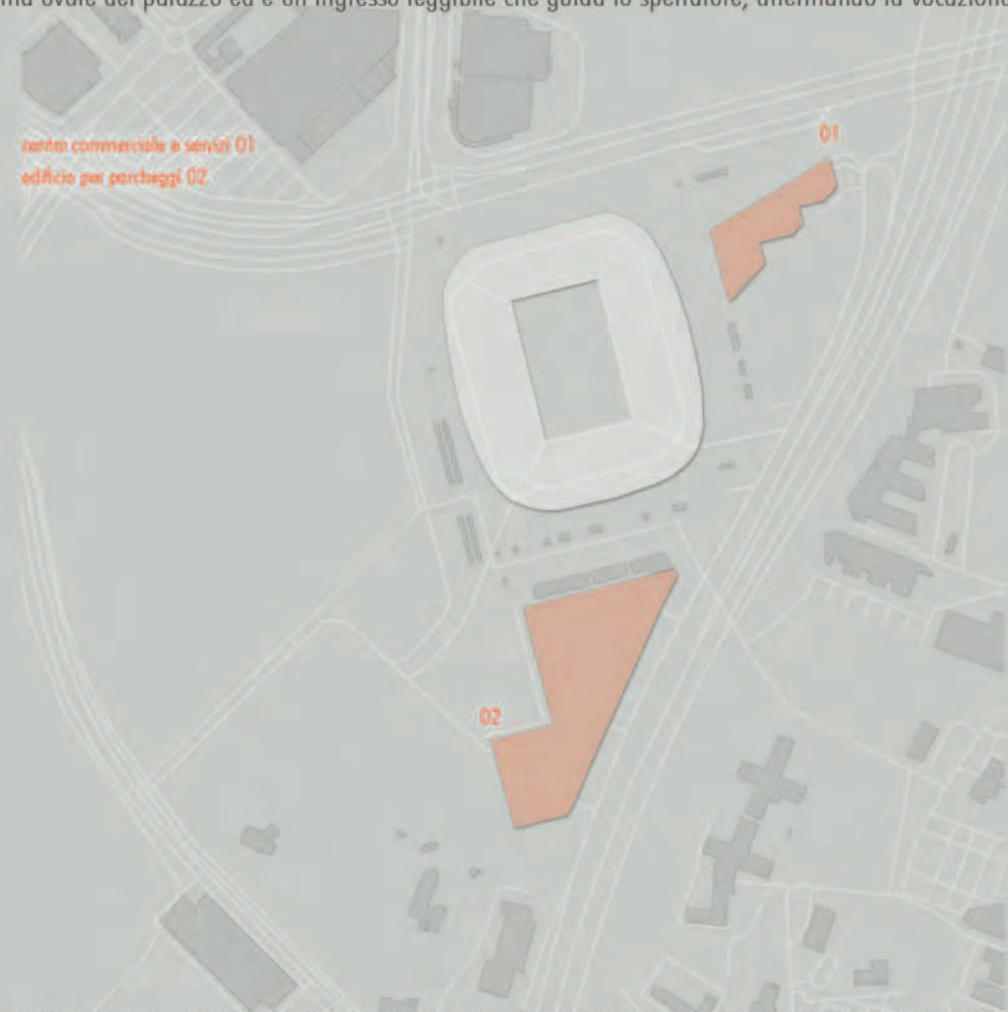 ma ovale del palazzo ed è un ingresso leggibile che guida lo spettatore, affermando la vocazione
centro commerciale e servizi 01
edificio per parcheggi 02
01
02